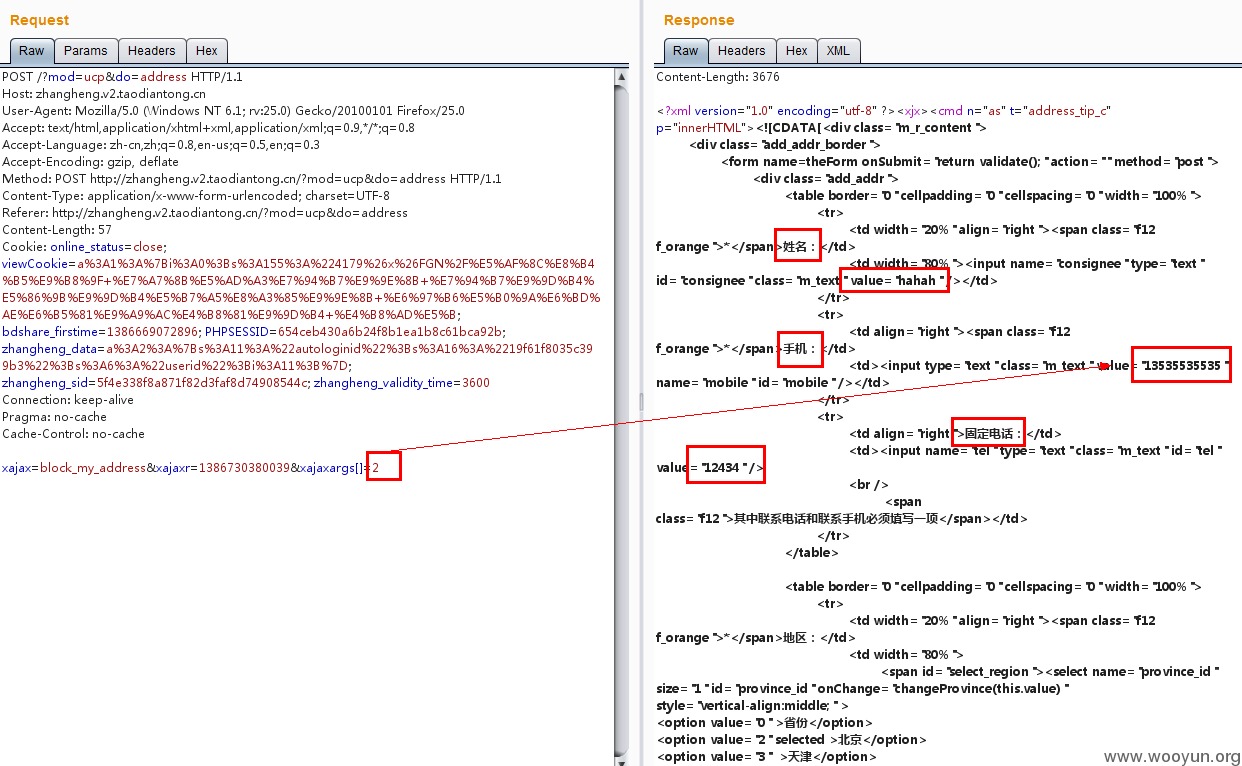 Request
Raw Params Headers Hex
POST /?mod=ucp&do=address HTTP/1.1
Host: zhangheng.v2.taodiantong.cn
User-Agent: Mozilla/5.0 (Windows NT 6.1; rv:25.0) Gecko/20100101 Firefox/25.0
Accept: text/html,application/xhtml+xml,application/xml;q=0.9,*/*;q=0.8
Accept-Language: zh-cn,zh;q=0.8,en-us;q=0.5,en;q=0.3
Accept-Encoding: gzip, deflate
Method: POST http://zhangheng.v2.taodiantong.cn/?mod=ucp&do=address HTTP/1.1
Content-Type: application/x-www-form-urlencoded; charset=UTF-8
Referer: http://zhangheng.v2.taodiantong.cn/?mod=ucp&do=address
Content-Length: 57
Cookie: online_status=close;
viewCookie=a%3A1%3A%7Bi%3A0%3Bs%3A155%3A%224179%26x%26FGN%2F%E5%AF%8C%E8%B4
%B5%E9%B8%9F+%E7%A7%8B%E5%AD%A3%E7%94%B7%E9%9E%8B+%E7%94%B7%E9%9D%B4%
E5%86%9B%E9%9D%B4%E5%B7%A5%E8%A3%85%E9%9E%8B+%E6%97%B6%E5%B0%9A%E6%BD%
AE%E6%B5%81%E9%A9%AC%E4%B8%81%E9%9D%B4+%E4%B8%AD%E5%B;
bdshare_firstime=1386669072896; PHPSESSID=654ceb430a6b24f8b1ea1b8c61bca92b;
zhangheng_data=a%3A2%3A%7Bs%3A11%3A%22autologinid%22%3Bs%3A16%3A%2219f61f8035c39
9b3%22%3Bs%3A6%3A%22userid%22%3Bi%3A11%3B%7D;
zhangheng_sid=5f4e338f8a871f82d3faf8d74908544c; zhangheng_validity_time=3600
Connection: keep-alive
Pragma: no-cache
Cache-Control: no-cache
xajax=block_my_address&xajaxr=1386730380039&xajaxargs[]=2
Response
Raw Headers Hex XML
Content-Length: 3676
<?xml version="1.0" encoding="utf-8" ?><xjx><cmd n="as" t="address_tip_c"
p="innerHTML"><![CDATA[<div class="m_r_content">
<div class="add_addr_border">
<form name=theForm onSubmit="return validate();"action=""method="post">
<div class="add_addr">
<table border="0"cellpadding="0"cellspacing="0"width="100%">
<tr>
<td width="20%"align="right"><span class="f12
f_orange">*</span>姓名：</td>
<td width="80%"><input name="consignee"type="text"
id="consignee"class="m_text" value="hahah"/></td>
</tr>
<tr>
<td align="right"><span class="f12
f_orange">*</span>手机：</td>
<td><input type="text"class="m_text"value="13535535535"
name="mobile"id="mobile"/></td>
</tr>
<tr>
<td align="right">固定电话：</td>
<td><input name="tel"type="text"class="m_text"id="tel"
value="12434"/>
<br />
<span
class="f12">其中联系电话和联系手机必须填写一项</span></td>
</tr>
</table>
<table border="0"cellpadding="0"cellspacing="0"width="100%">
<tr>
<td width="20%"align="right"><span class="f12
f_orange">*</span>地区：</td>
<td width="80%">
<span id="select_region"><select name="province_id"
size="1"id="province_id"onChange="changeProvince(this.value)"
style="vertical-align:middle;">
<option value="0">省份</option>
<option value="2"selected >北京</option>
<option value="3" >天津</option>
www.wooyun.org